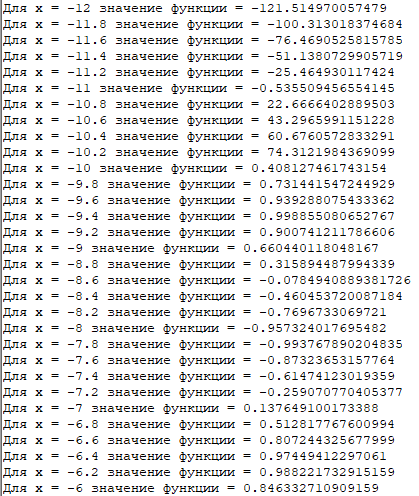 Для x = -12 значение функции = -121.514970057479
Для x = -11.8 значение функции = -100.313018374684
Для x = -11.6 значение функции = -76.4690525815785
Для x = -11.4 значение функции = -51.1380729905719
Для x = -11.2 значение функции = -25.464930117424
Для x = -11 значение функции = -0.535509456554145
Для x = -10.8 значение функции = 22.6666402889503
Для x = -10.6 значение функции = 43.2965991151228
Для x = -10.4 значение функции = 60.6760572833291
Для x = -10.2 значение функции = 74.3121984369099
Для x = -10 значение функции = 0.408127461743154
Для x = -9.8 значение функции = 0.731441547244929
Для x = -9.6 значение функции = 0.939288075433362
Для x = -9.4 значение функции = 0.998855080652767
Для x = -9.2 значение функции = 0.900741211786606
Для x = -9 значение функции = 0.660440118048167
Для x = -8.8 значение функции = 0.315894487994339
Для x = -8.6 значение функции = -0.0784940889381726
Для x = -8.4 значение функции = -0.460453720087184
Для x = -8.2 значение функции = -0.7696733069721
Для x = -8 значение функции = -0.957324017695482
Для x = -7.8 значение функции = -0.993767890204835
Для x = -7.6 значение функции = -0.87323653157764
Для x = -7.4 значение функции = -0.61474123019359
Для x = -7.2 значение функции = -0.259070770405377
Для x = -7 значение функции = 0.137649100173388
Для x = -6.8 значение функции = 0.512817767600994
Для x = -6.6 значение функции = 0.807244325677999
Для x = -6.4 значение функции = 0.97449412297061
Для x = -6.2 значение функции = 0.988221732915159
Для x = -6 значение функции = 0.846332710909159